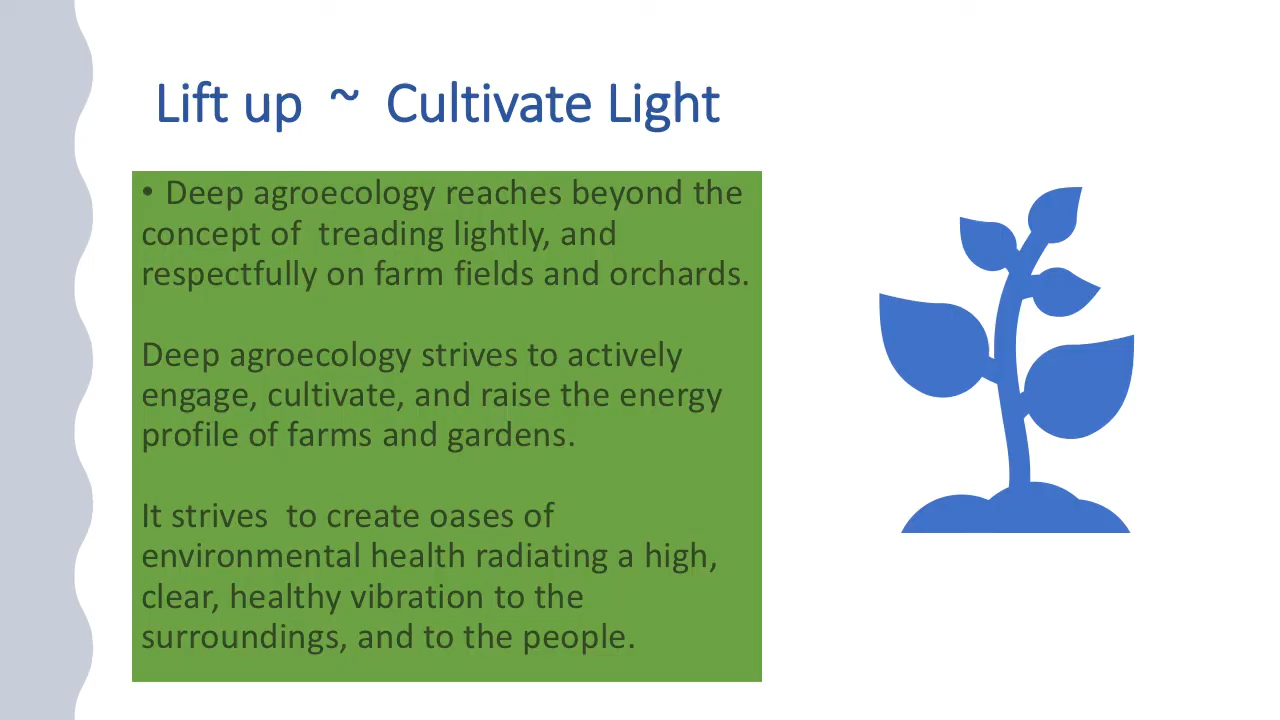 Lift up  ~  Cultivate Light
• Deep agroecology reaches beyond the
concept of  treading lightly, and
respectfully on farm fields and orchards.
Deep agroecology strives to actively
engage, cultivate, and raise the energy
profile of farms and gardens.
It strives  to create oases of
environmental health radiating a high,
clear, healthy vibration to the
surroundings, and to the people.